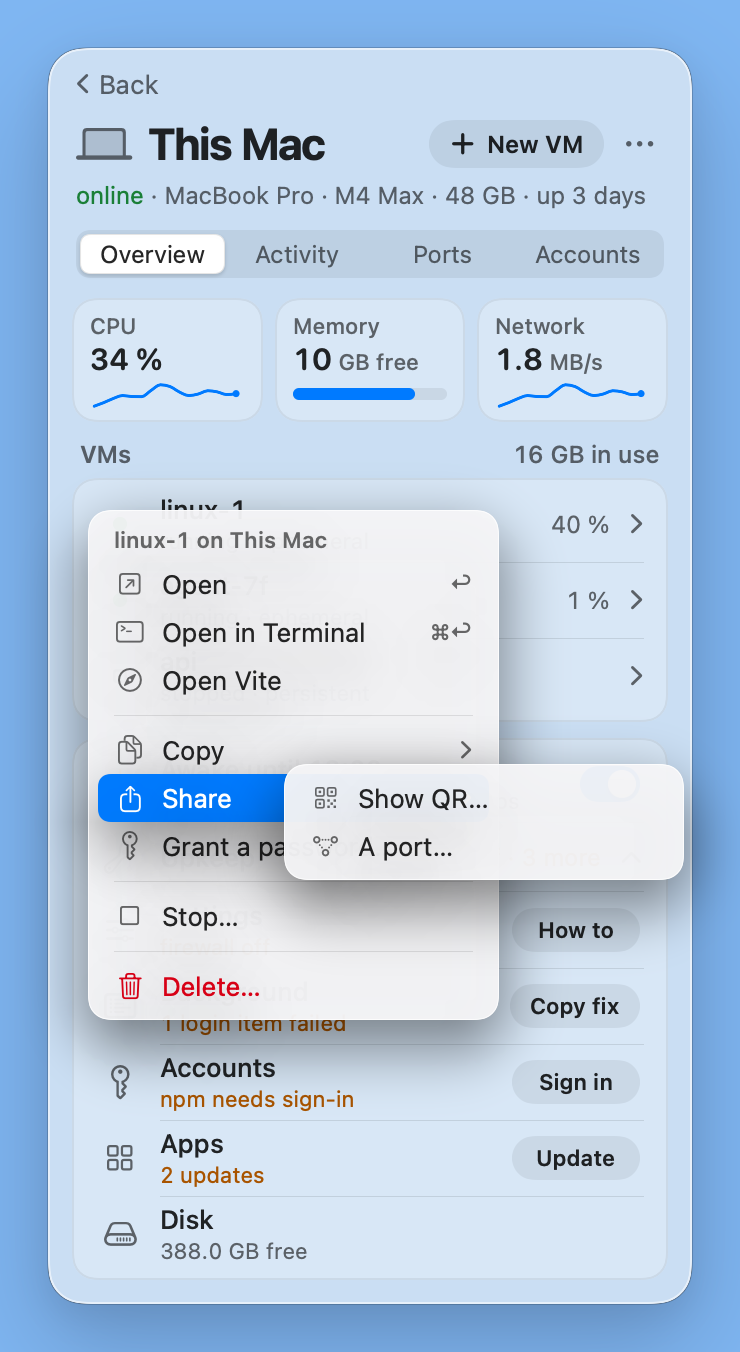 Back
This Mac
New VM
online · MacBook Pro · M4 Max · 48 GB · up 3 days
Overview
Activity
Ports
Accounts
CPU
34 %
Memory
10 GB free
Network
1.8 MB/s
VMs
16 GB in use
linux-1
40 %
1 %
linux-1 on This Mac
Open
Open in Terminal ⌘
Open Vite
Copy
Share
Show QR...
Grant a pa
A port...
Stop...
Delete...
How to
Copy fix
1 login item failed
Accounts
npm needs sign-in
Sign in
Apps
2 updates
Update
Disk
388.0 GB free